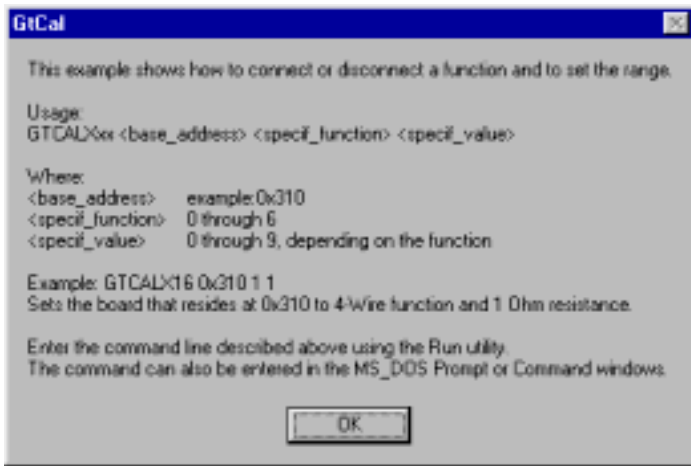 GtCal
This example shows how to connect or disconnect a function and to set the range.
Usage:
GTCALXxx <base_address> <specif_function> <specif_value>
Where:
<base_address> example:0x310
<specif_function> 0 through 6
<specif_value> 0 through 9, depending on the function
Example: GTCALX16 0x310 1 1
Sets the board that resides at 0x310 to 4-Wire function and 1 Ohm resistance.
Enter the command line described above using the Run utility.
The command can also be entered in the MS_DOS Prompt or Command windows.
OK